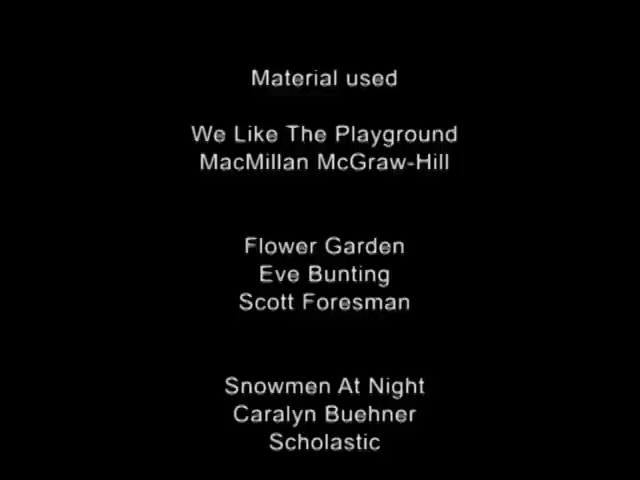 Material used
We Like The Playground
MacMillan McGraw-Hill
Flower Garden
Eve Bunting
Scott Foresman
Snowmen At Night
Caralyn Buehner
Scholastic